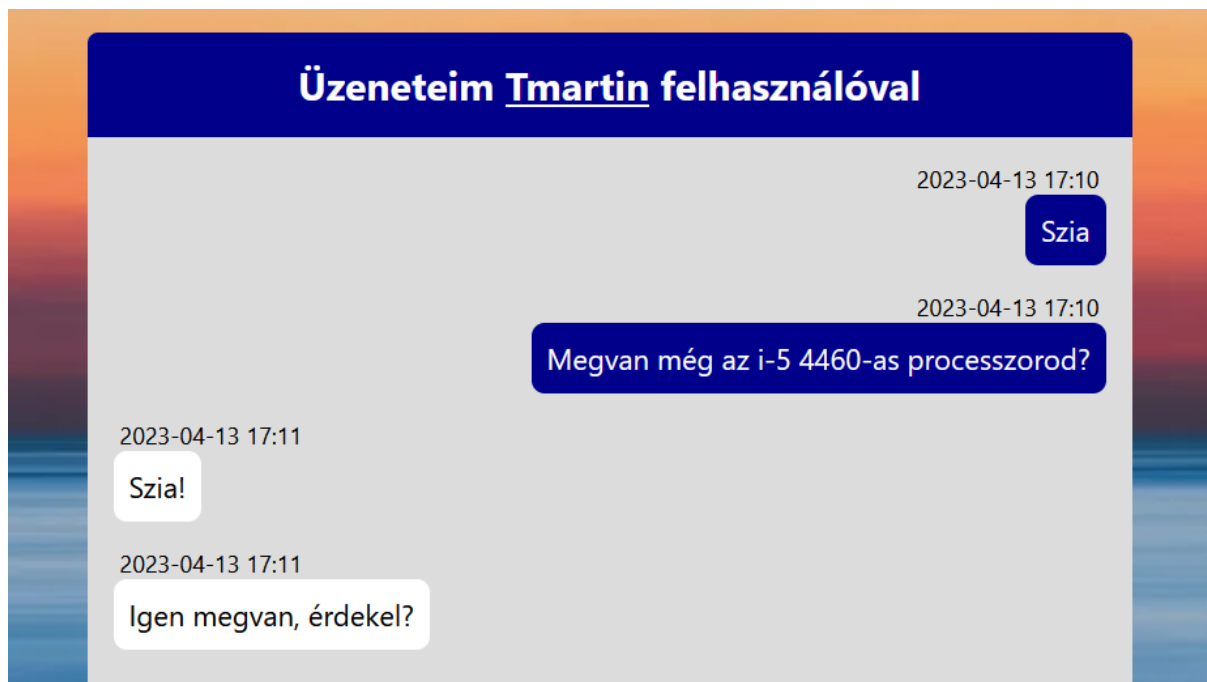 Üzeneteim Tmartin felhasználóval
2023-04-13 17:10
Szia
2023-04-13 17:10
Megvan még az i-5 4460-as processzorod?
2023-04-13 17:11
Szia!
2023-04-13 17:11
Igen megvan, érdekel?